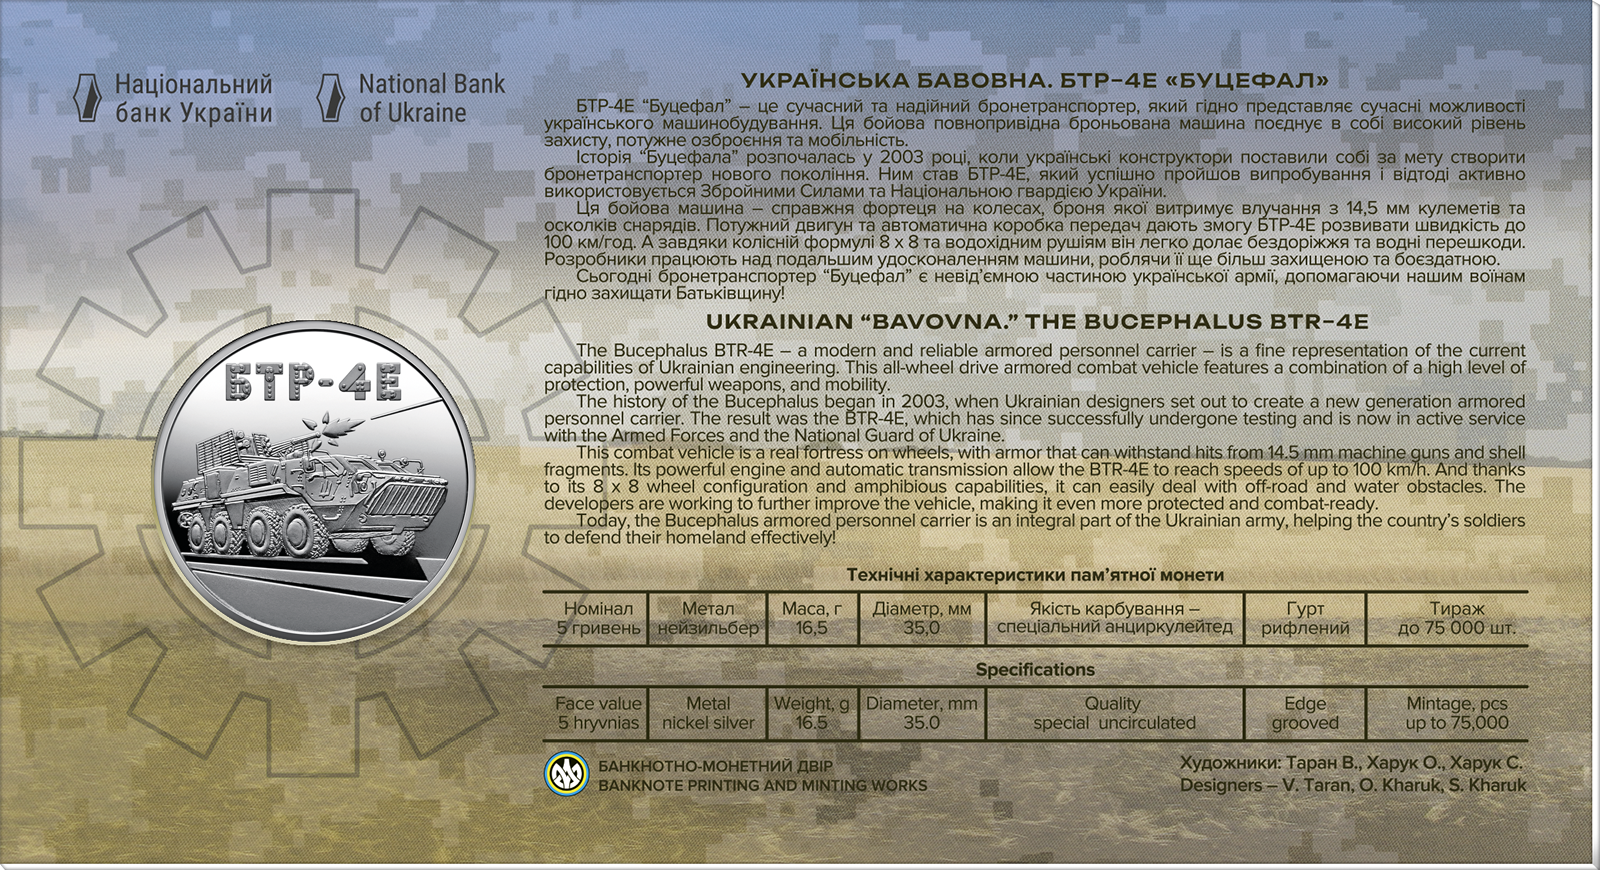 Національний
банк України
National Bank
of Ukraine
УКРАЇНСЬКА БАВОВНА. БТР–4Е «БУЦЕФАЛ»
БТР-4Е “Буцефал” – це сучасний та надійний бронетранспортер, який гідно представляє сучасні можливості
українського машинобудування. Ця бойова повнопривідна броньована машина поєднує в собі високий рівень
захисту, потужне озброєння та мобільність.
Історія “Буцефала” розпочалась у 2003 році, коли українські конструктори поставили собі за мету створити
бронетранспортер нового покоління. Ним став БТР-4Е, який успішно пройшов випробування і відтоді активно
використовується Збройними Силами та Національною гвардією України.
Ця бойова машина – справжня фортеця на колесах, броня якої витримує влучання з 14,5 мм кулеметів та
осколків снарядів. Потужний двигун та автоматична коробка передач дають змогу БТР-4Е розвивати швидкість до
100 км/год. А завдяки колісній формулі 8 х 8 та водохідним рушіям він легко долає бездоріжжя та водні перешкоди.
Розробники працюють над подальшим удосконаленням машини, роблячи її ще більш захищеною та боєздатною.
Сьогодні бронетранспортер “Буцефал” є невід’ємною частиною української армії, допомагаючи нашим воїнам
гідно захищати Батьківщину!
UKRAINIAN “BAVOVNA.” THE BUCEPHALUS BTR–4E
The Bucephalus BTR-4E – a modern and reliable armored personnel carrier – is a fine representation of the current
capabilities of Ukrainian engineering. This all-wheel drive armored combat vehicle features a combination of a high level of
protection, powerful weapons, and mobility.
The history of the Bucephalus began in 2003, when Ukrainian designers set out to create a new generation armored
personnel carrier. The result was the BTR-4E, which has since successfully undergone testing and is now in active service
with the Armed Forces and the National Guard of Ukraine.
This combat vehicle is a real fortress on wheels, with armor that can withstand hits from 14.5 mm machine guns and shell
fragments. Its powerful engine and automatic transmission allow the BTR-4E to reach speeds of up to 100 km/h. And thanks
to its 8 x 8 wheel configuration and amphibious capabilities, it can easily deal with off-road and water obstacles. The
developers are working to further improve the vehicle, making it even more protected and combat-ready.
Today, the Bucephalus armored personnel carrier is an integral part of the Ukrainian army, helping the country’s soldiers
to defend their homeland effectively!
БТР-4Е
Технічні характеристики пам’ятної монети
Номінал Метал Маса, г Діаметр, мм Якість карбування – Гурт Тираж
5 гривень нейзильбер 16,5 35,0 спеціальний анциркулейтед рифлений до 75 000 шт.
Specifications
Face value Metal Weight, g Diameter, mm Quality Edge Mintage, pcs
5 hryvnias nickel silver 16.5 35.0 special uncirculated grooved up to 75,000
БАНКНОТНО-МОНЕТНИЙ ДВІР
BANKNOTE PRINTING AND MINTING WORKS
Художники: Таран В., Харук О., Харук С.
Designers – V. Taran, O. Kharuk, S. Kharuk